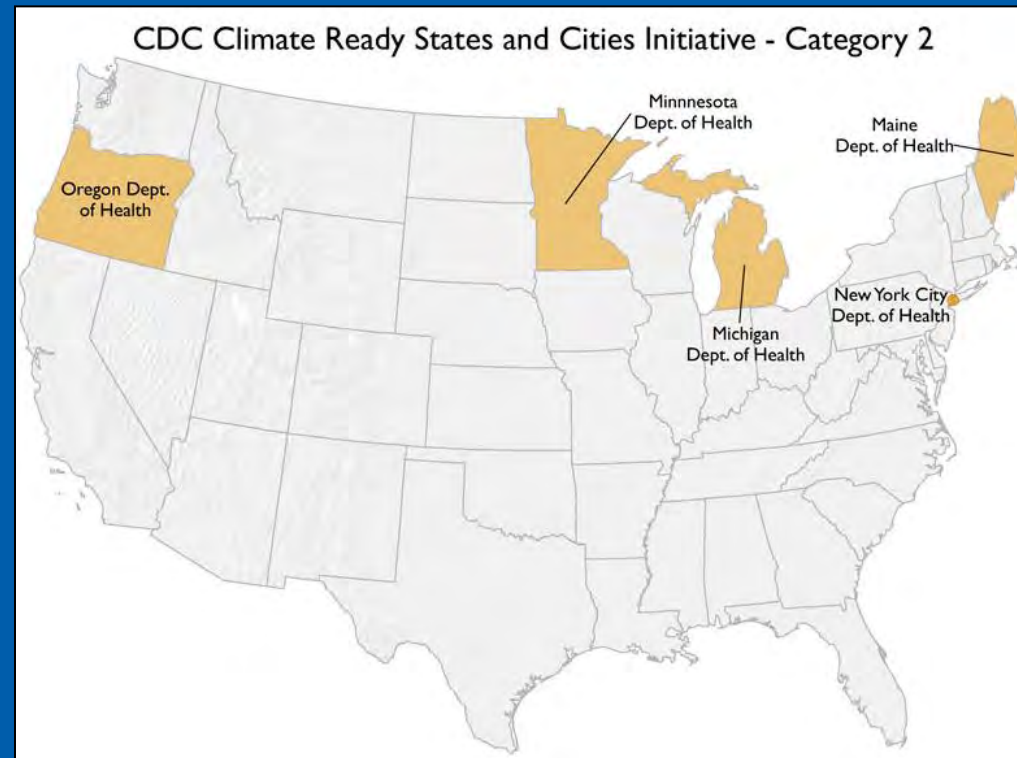 CDC Climate Ready States and Cities Initiative - Category 2
Minnnesota
Dept. of Health
Maine
Dept. of Health
Oregon Dept.
of Health
New York City
Dept. of Health
Michigan
Dept. of Health